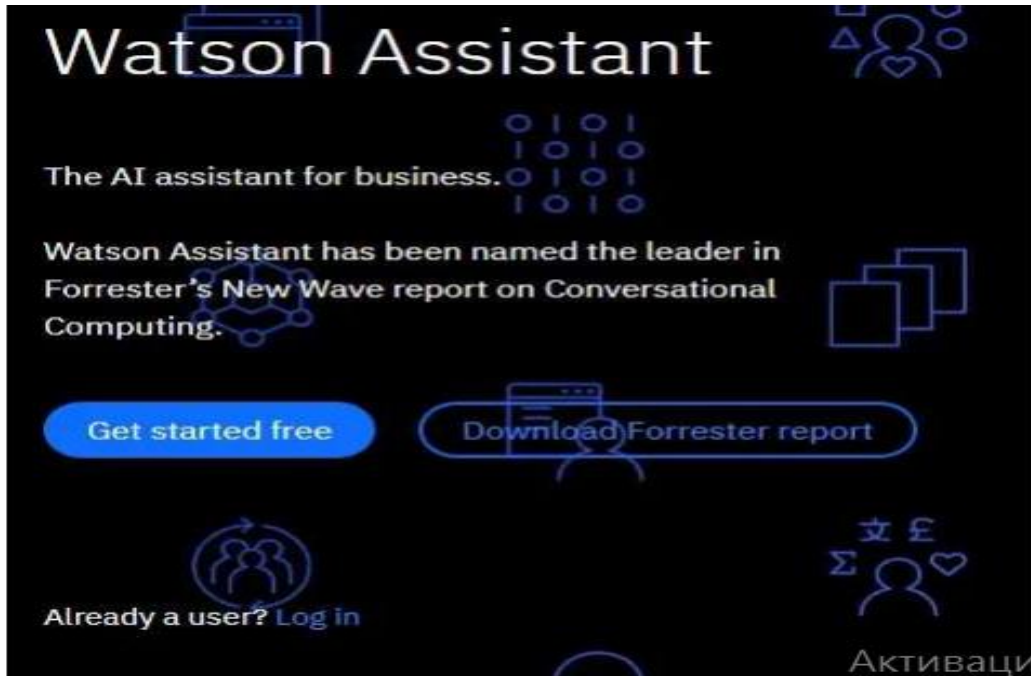 Watson Assistant
The AI assistant for business.
Watson Assistant has been named the leader in
Forrester’s New Wave report on Conversational
Computing.
Get started free
Download Forrester report
Already a user? Log in
Активаци